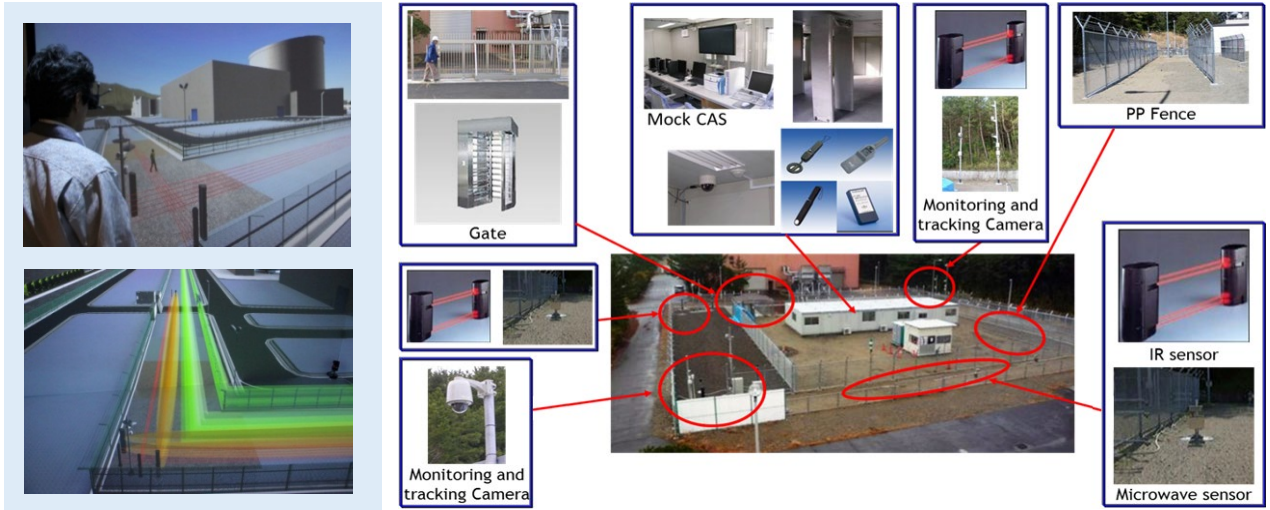 Gate
Mock CAS
Monitoring and
tracking Camera
PP Fence
Monitoring and
tracking Camera
IR sensor
Microwave sensor